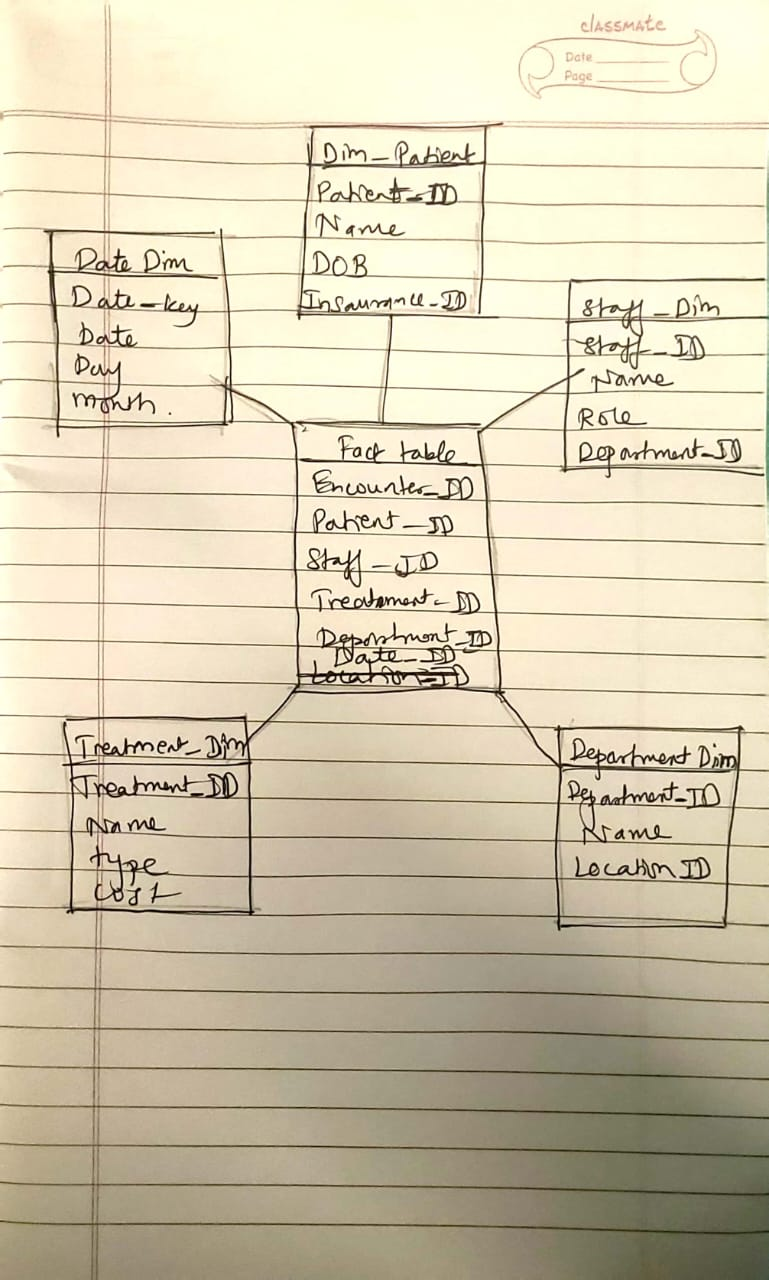 classmate
Date
Page
Dim_Patient
Patient_ID
Name
DOB
Insaurance_ID
Date Dim
Date_key
Date
Day
Month.
Staff_Dim
Staff_ID
Name
Role
Department_ID
Fact table
Encounter_ID
Patient_ID
Staff_ID
Treatement_ID
Department_ID
Date_ID
Location_ID
Treatment_Dim
Treatment_ID
Name
type
cost
Department Dim
Department_ID
Name
Location ID